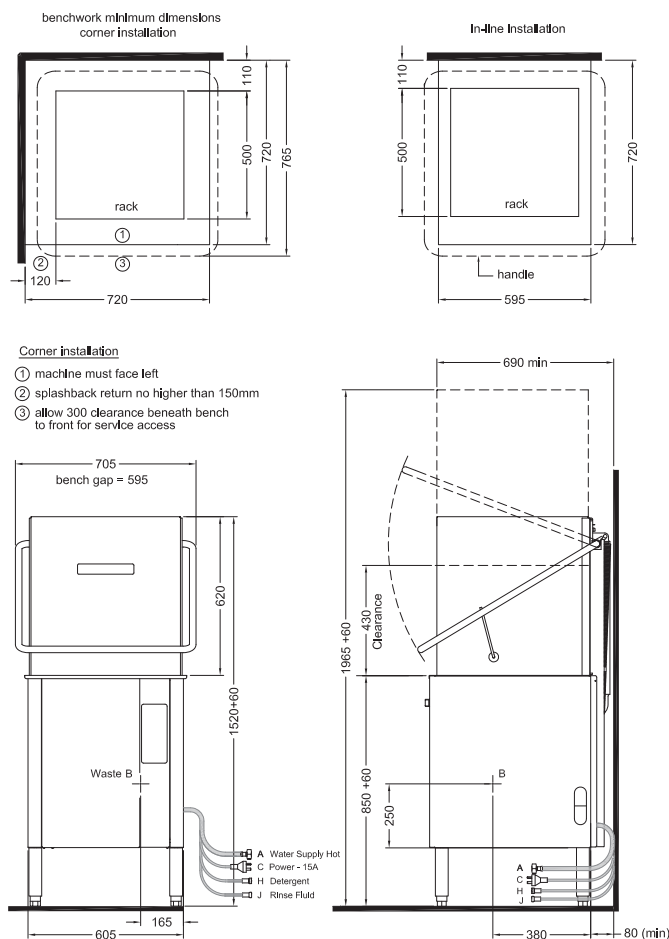 benchwork minimum dimensions
corner installation
110
500
720
765
rack
1
2
3
120
720
In-line Installation
110
500
720
rack
handle
595
Corner installation
1 machine must face left
2 splashback return no higher than 150mm
3 allow 300 clearance beneath bench
to front for service access
705
bench gap = 595
620
1520+60
Waste B
A Water Supply Hot
C Power - 15A
H Detergent
J Rinse Fluid
165
605
690 min
1965 +60
430
Clearance
850 +60
B
250
A
C
H
J
380
80 (min)